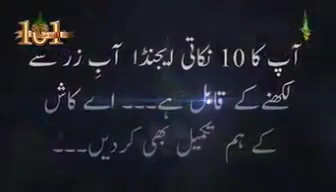 101
آپ کا 10 نکاتی ایجنڈا آبِ زر سے
لکھنے کے قابل ہے۔۔۔ اے کاش
کے ہم تکمیل بھی کر دیں۔۔۔